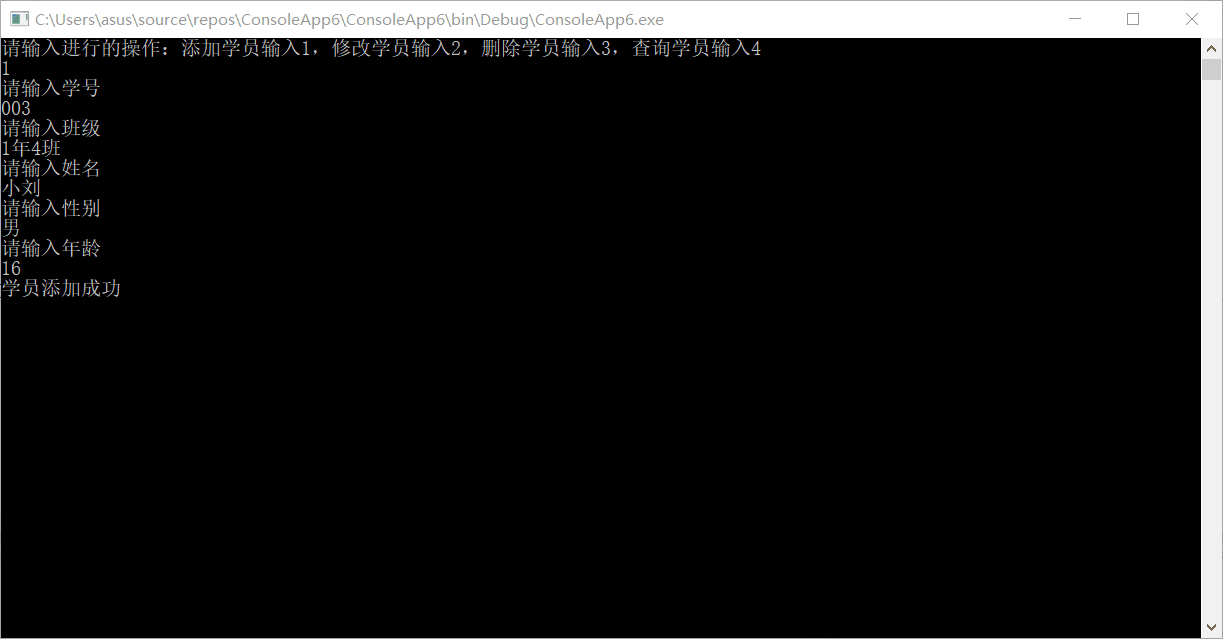 C:\Users\asus\source\repos\ConsoleApp6\ConsoleApp6\bin\Debug\ConsoleApp6.exe
请输入进行的操作：添加学员输入1，修改学员输入2，删除学员输入3，查询学员输入4
1
请输入学号
003
请输入班级
1年4班
请输入姓名
小刘
请输入性别
男
请输入年龄
16
学员添加成功